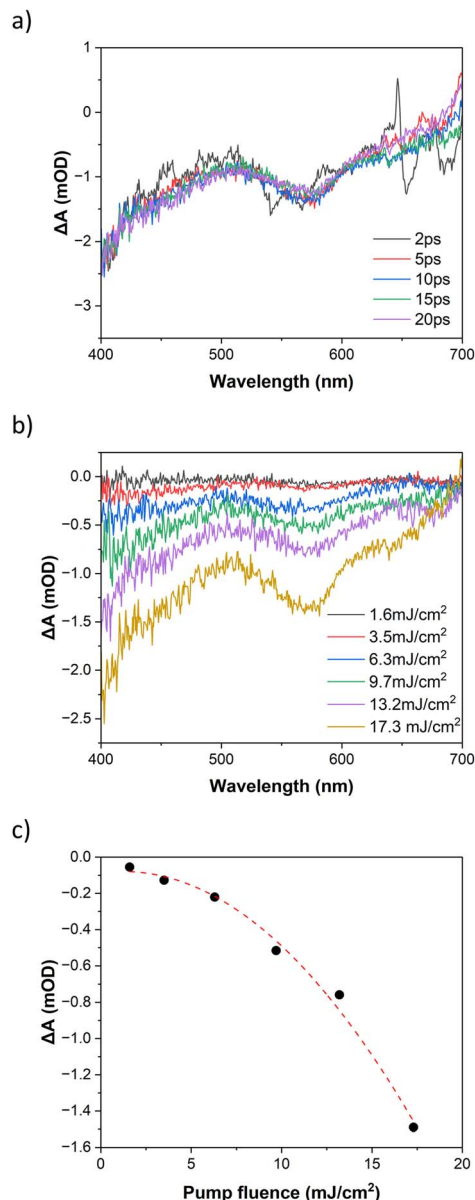 a)
1
0
−1
−2
−3
ΔA (mOD)
2ps
5ps
10ps
15ps
20ps
400 500 600 700
Wavelength (nm)
b)
0.0
−0.5
−1.0
−1.5
−2.0
−2.5
ΔA (mOD)
1.6mJ/cm²
3.5mJ/cm²
6.3mJ/cm²
9.7mJ/cm²
13.2mJ/cm²
17.3 mJ/cm²
400 500 600 700
Wavelength (nm)
c)
0.0
−0.2
−0.4
−0.6
−0.8
−1.0
−1.2
−1.4
−1.6
ΔA (mOD)
0 5 10 15 20
Pump fluence (mJ/cm²)